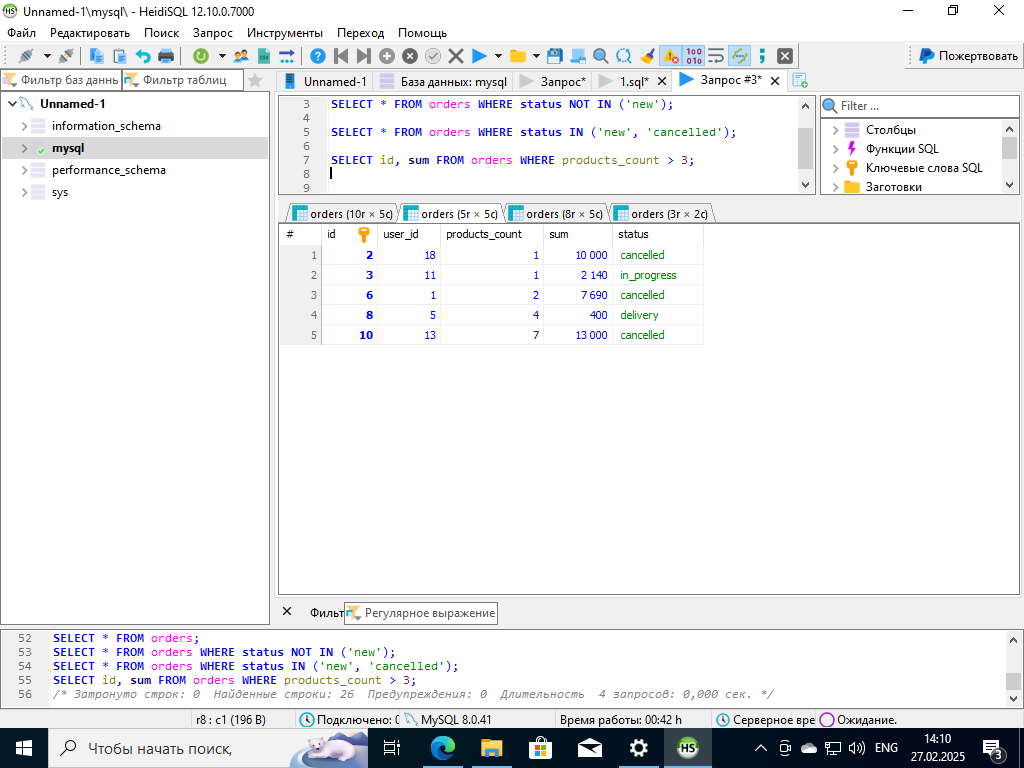 Unnamed-1\mysql\ - HeidiSQL 12.10.0.7000
Файл Редактировать Поиск Запрос Инструменты Переход Помощь
Пожертвовать
Фильтр баз данн Фильтр таблиц
Unnamed-1 База данных: mysql Запрос* 1.sql* Запрос #3*
Unnamed-1
information_schema
mysql
performance_schema
sys
3 SELECT * FROM orders WHERE status NOT IN ('new');
4
5 SELECT * FROM orders WHERE status IN ('new', 'cancelled');
6
7 SELECT id, sum FROM orders WHERE products_count > 3;
8
9
Filter ...
Столбцы
Функции SQL
Ключевые слова SQL
Заготовки
orders (10r × 5c) orders (5r × 5c) orders (8r × 5c) orders (3r × 2c)
# id user_id products_count sum status
1 2 18 1 10 000 cancelled
2 3 11 1 2 140 in_progress
3 6 1 2 7 690 cancelled
4 8 5 4 400 delivery
5 10 13 7 13 000 cancelled
Фильт Регулярное выражение
52 SELECT * FROM orders;
53 SELECT * FROM orders WHERE status NOT IN ('new');
54 SELECT * FROM orders WHERE status IN ('new', 'cancelled');
55 SELECT id, sum FROM orders WHERE products_count > 3;
56 /* Затронуто строк: 0 Найденные строки: 26 Предупреждения: 0 Длительность 4 запросов: 0,000 сек. */
r8 : c1 (196 B) Подключено: 0 MySQL 8.0.41 Время работы: 00:42 h Серверное вре Ожидание.
Чтобы начать поиск,
HS
ENG
14:10
27.02.2025
3